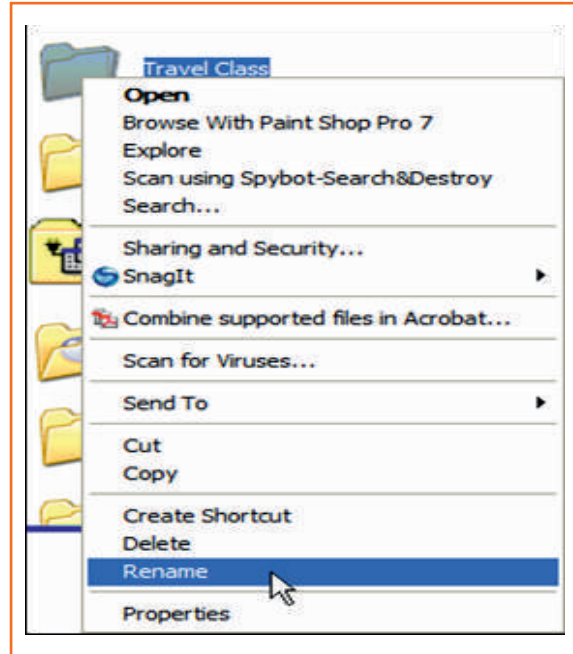 Travel Class
Open
Browse With Paint Shop Pro 7
Explore
Scan using Spybot-Search&Destroy
Search...
Sharing and Security...
SnagIt
Combine supported files in Acrobat...
Scan for Viruses...
Send To
Cut
Copy
Create Shortcut
Delete
Rename
Properties